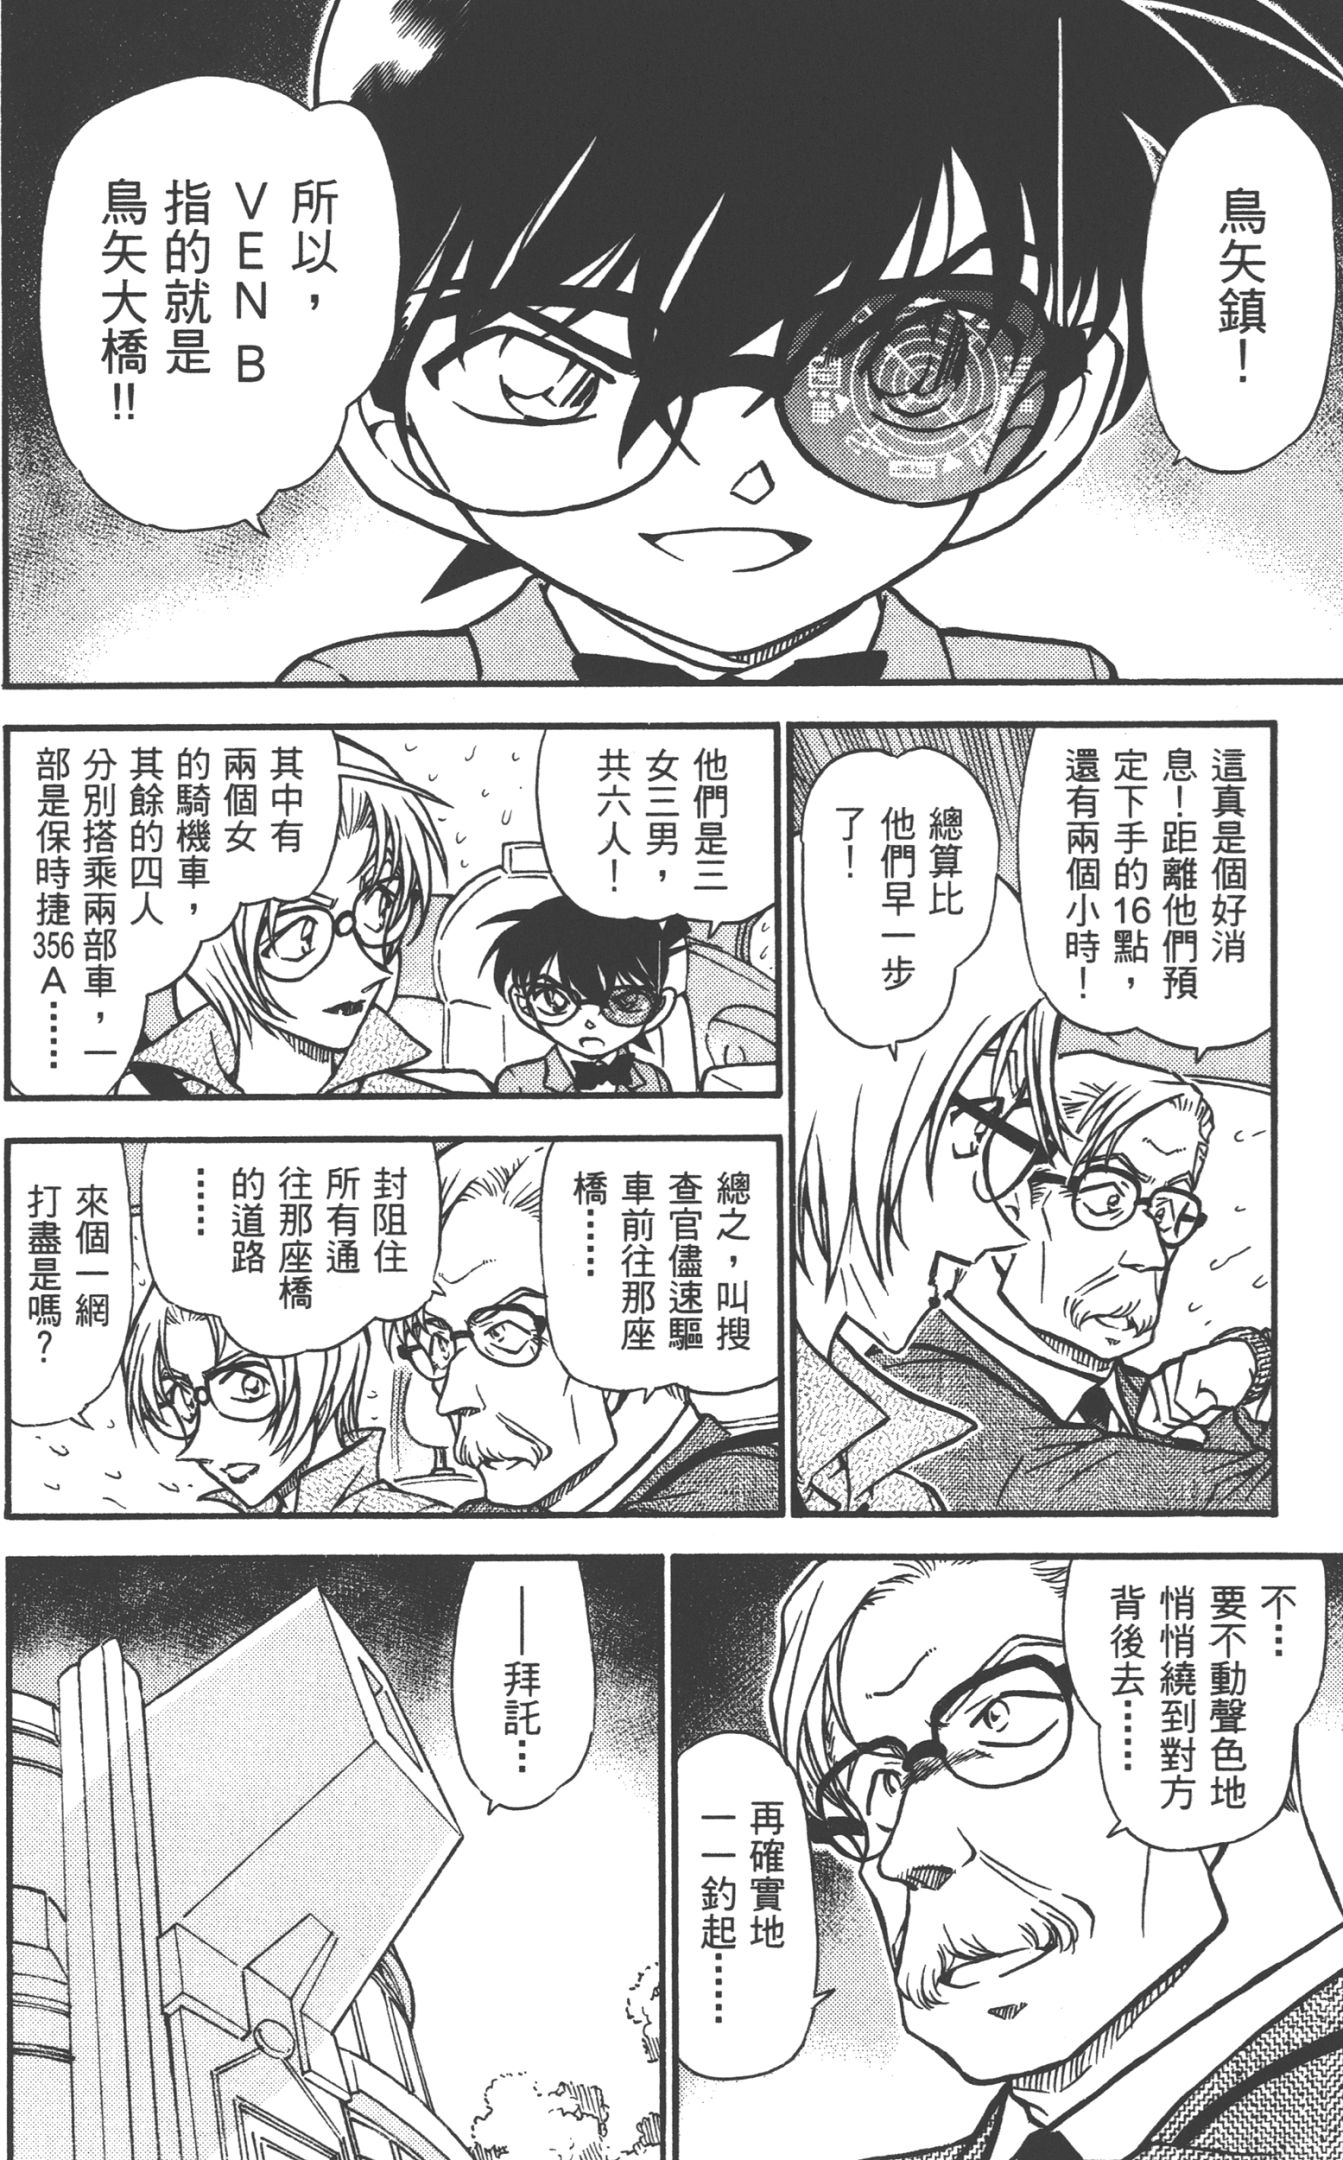 鳥矢鎮！
所以，
VENB
指的就是
鳥矢大橋!!
這真是個好消
息！距離他們預
定下手的16點，
還有兩個小時！
總算比
他們早一步
了！
他們是三
女三男，
共六人！
其中有
兩個女
的騎機車，
其餘的四人
分別搭乘兩部車，一
部是保時捷356A……
總之，叫搜
查官儘速驅
車前往那座
橋……
封阻住
所有通
往那座橋
的道路
……
來個一網
打盡是嗎？
不…
要不動聲色地
悄悄繞到對方
背後去……
再確實地
一一釣起……
——拜託…